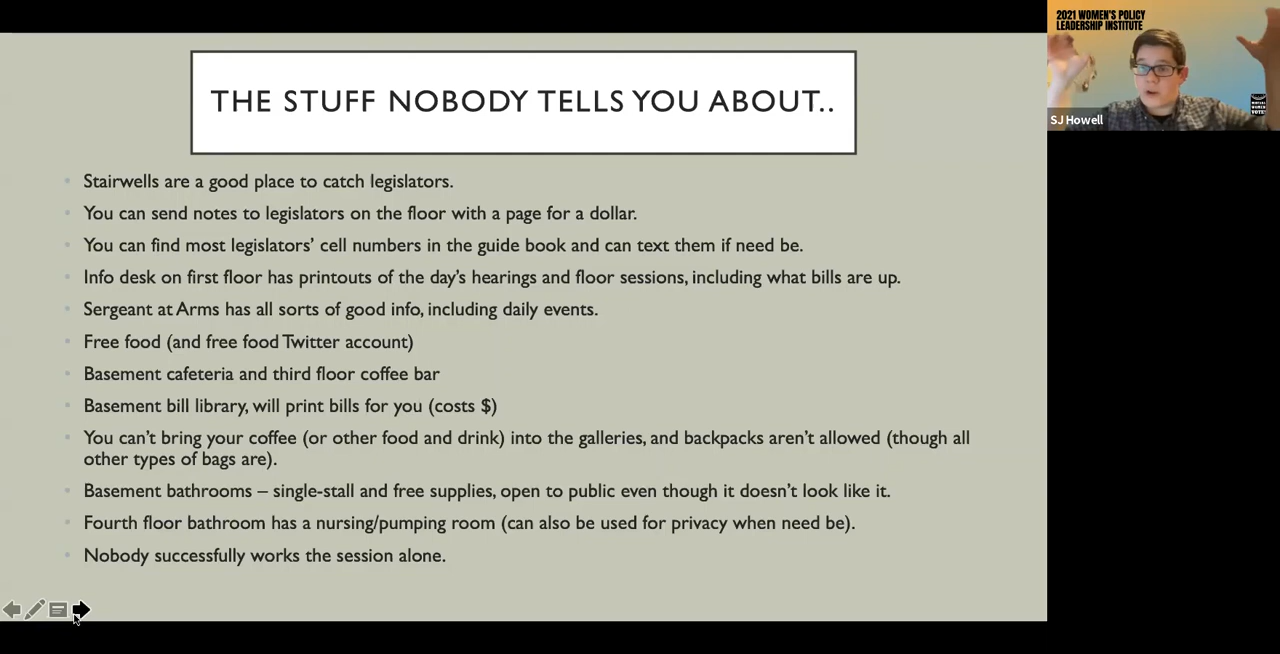 2021 WOMEN'S POLICY
LEADERSHIP INSTITUTE
SJ Howell
THE STUFF NOBODY TELLS YOU ABOUT..
Stairwells are a good place to catch legislators.
You can send notes to legislators on the floor with a page for a dollar.
You can find most legislators’ cell numbers in the guide book and can text them if need be.
Info desk on first floor has printouts of the day’s hearings and floor sessions, including what bills are up.
Sergeant at Arms has all sorts of good info, including daily events.
Free food (and free food Twitter account)
Basement cafeteria and third floor coffee bar
Basement bill library, will print bills for you (costs $)
You can’t bring your coffee (or other food and drink) into the galleries, and backpacks aren’t allowed (though all
other types of bags are).
Basement bathrooms – single-stall and free supplies, open to public even though it doesn’t look like it.
Fourth floor bathroom has a nursing/pumping room (can also be used for privacy when need be).
Nobody successfully works the session alone.